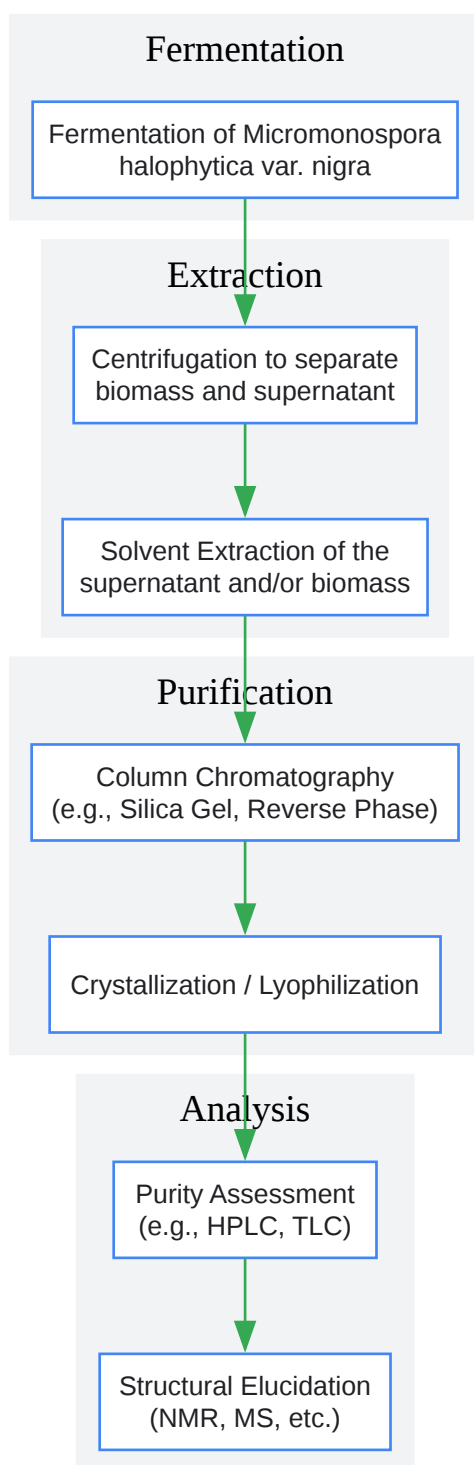 Fermentation
Fermentation of Micromonospora
halophytica var. nigra
Extraction
Centrifugation to separate
biomass and supernatant
Solvent Extraction of the
supernatant and/or biomass
Purification
Column Chromatography
(e.g., Silica Gel, Reverse Phase)
Crystallization / Lyophilization
Analysis
Purity Assessment
(e.g., HPLC, TLC)
Structural Elucidation
(NMR, MS, etc.)